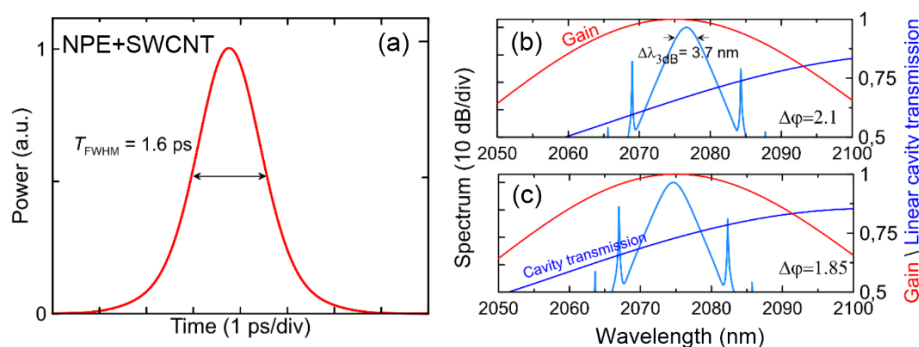 NPE+SWCNT
(a)
1
T_FWHM = 1.6 ps
0
Power (a.u.)
Time (1 ps/div)
(b)
Gain
Δλ_3dB= 3.7 nm
Δφ=2.1
1
0,75
0,5
2050 2060 2070 2080 2090 2100
(c)
Cavity transmission
Δφ=1.85
1
0,75
0,5
2050 2060 2070 2080 2090 2100
Spectrum (10 dB/div)
Wavelength (nm)
Gain \ Linear cavity transmission